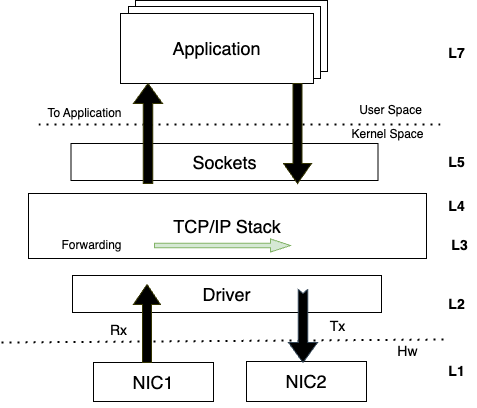 Application
L7
To Application
User Space
Kernel Space
Sockets
L5
L4
TCP/IP Stack
Forwarding
L3
Driver
L2
Rx
Tx
Hw
NIC1
NIC2
L1